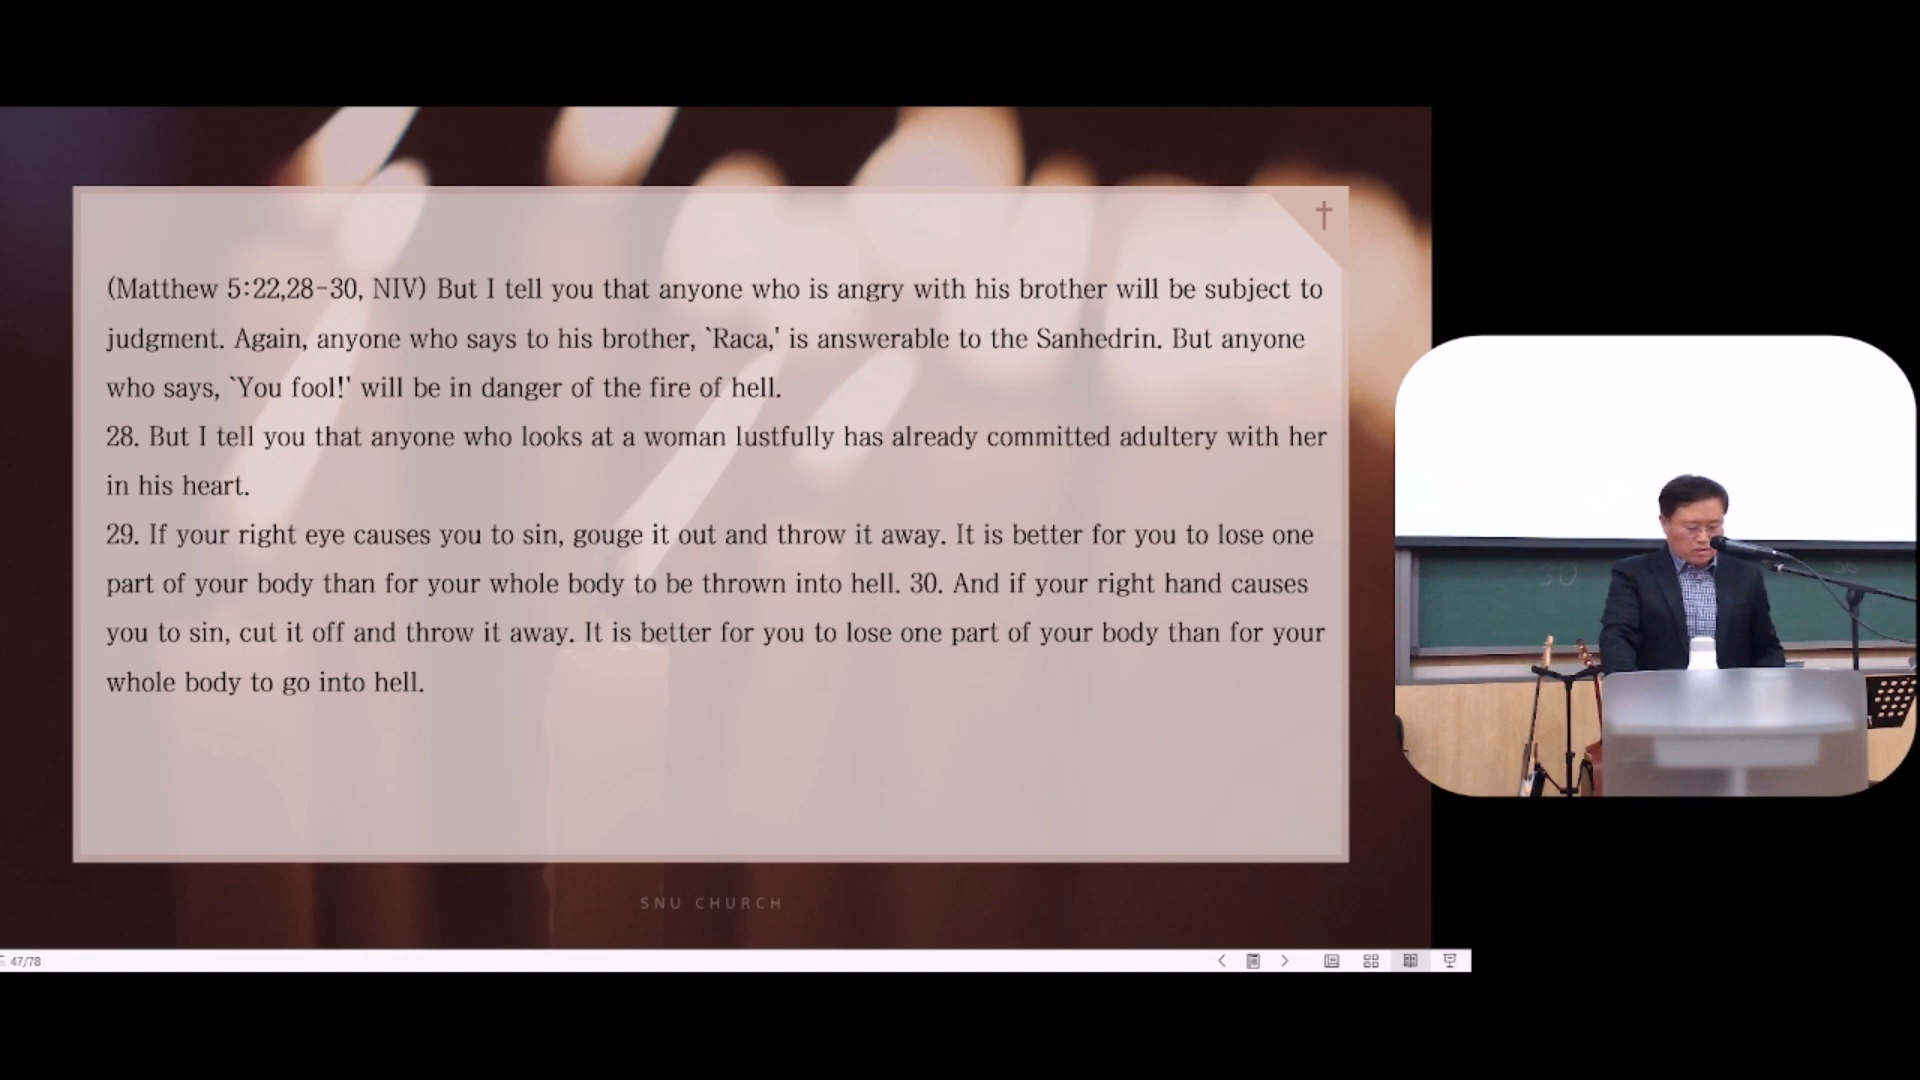 (Matthew 5:22,28-30, NIV) But I tell you that anyone who is angry with his brother will be subject to
judgment. Again, anyone who says to his brother, `Raca,' is answerable to the Sanhedrin. But anyone
who says, `You fool!' will be in danger of the fire of hell.
28. But I tell you that anyone who looks at a woman lustfully has already committed adultery with her
in his heart.
29. If your right eye causes you to sin, gouge it out and throw it away. It is better for you to lose one
part of your body than for your whole body to be thrown into hell. 30. And if your right hand causes
you to sin, cut it off and throw it away. It is better for you to lose one part of your body than for your
whole body to go into hell.
30
SNU CHURCH
47/78